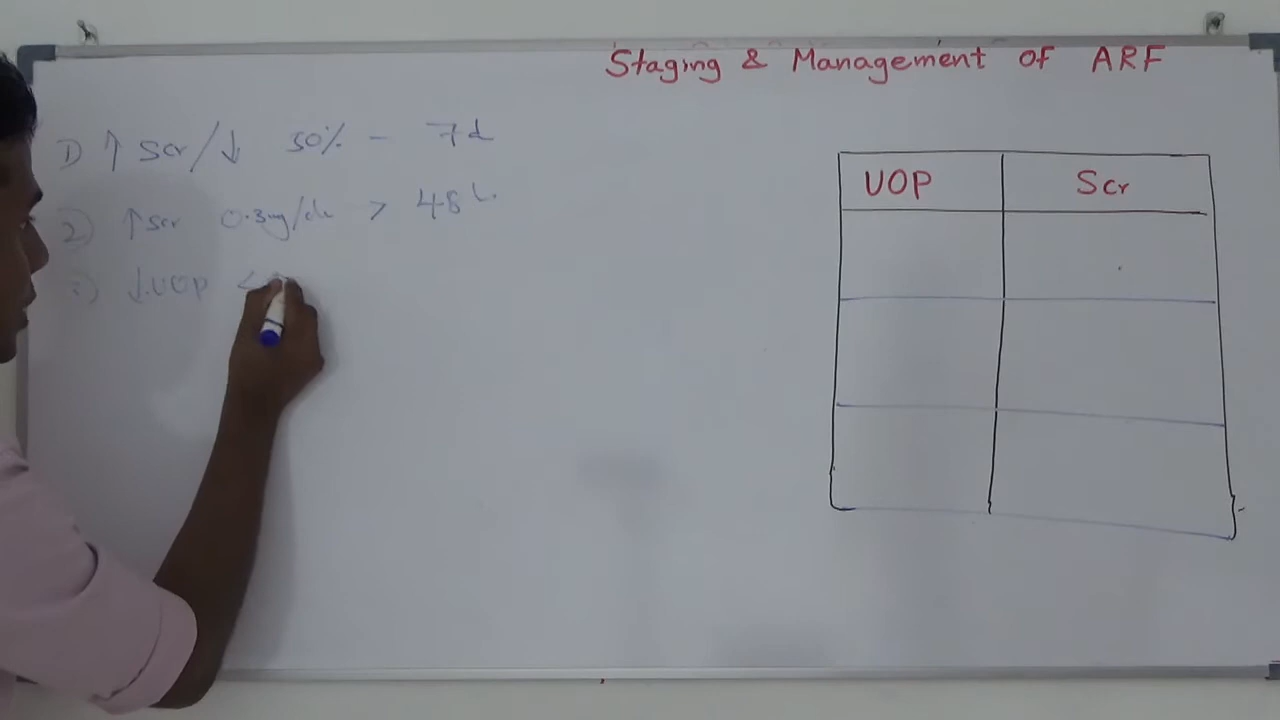 Staging & Management of ARF
1) ↑ Scr/↓ 50% - 7d
2) ↑ Scr 0.3mg/dL > 48h
3) ↓ UOP <
UOP Scr